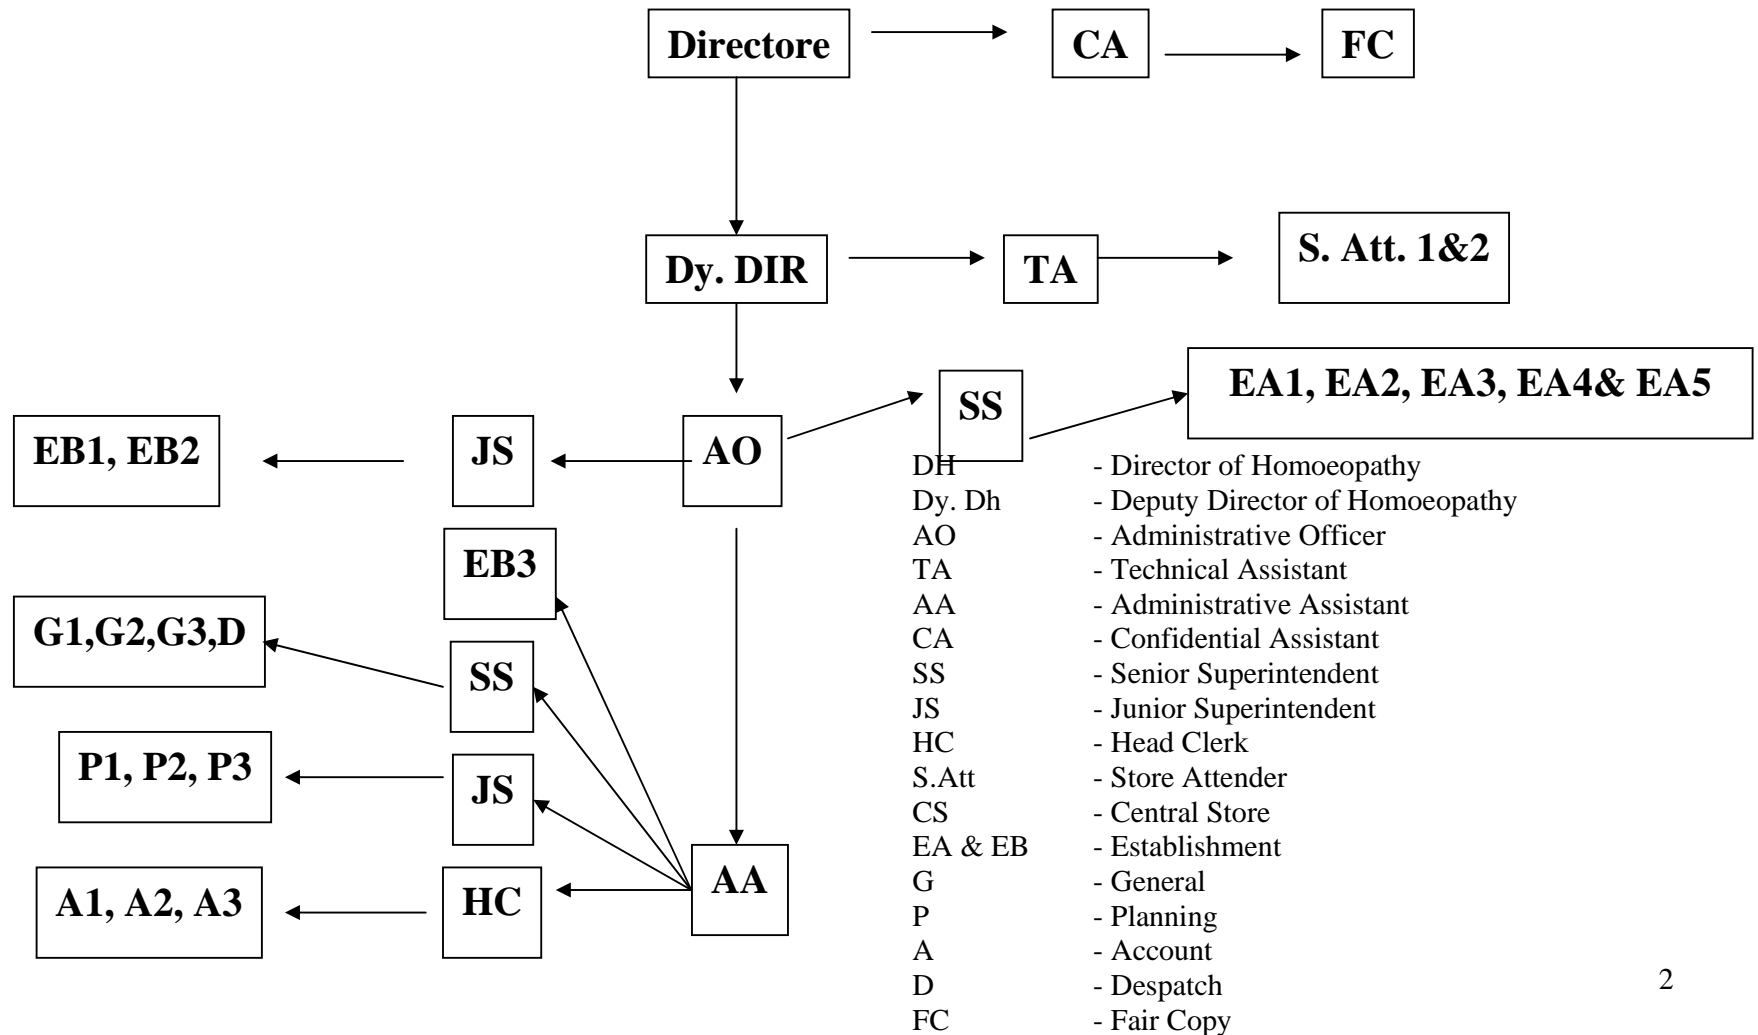 Directore
CA
FC
Dy. DIR
TA
S. Att. 1&2
EA1, EA2, EA3, EA4& EA5
SS
AO
JS
EB1, EB2
EB3
G1,G2,G3,D
SS
P1, P2, P3
JS
A1, A2, A3
HC
AA
DH - Director of Homoeopathy
Dy. Dh - Deputy Director of Homoeopathy
AO - Administrative Officer
TA - Technical Assistant
AA - Administrative Assistant
CA - Confidential Assistant
SS - Senior Superintendent
JS - Junior Superintendent
HC - Head Clerk
S.Att - Store Attender
CS - Central Store
EA & EB - Establishment
G - General
P - Planning
A - Account
D - Despatch
FC - Fair Copy
2